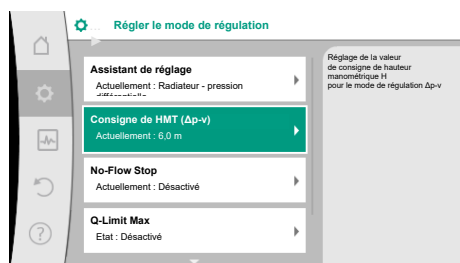 Régler le mode de régulation
Assistant de réglage
Actuellement : Radiateur - pression
différentielle
Consigne de HMT (Δp-v)
Actuellement : 6,0 m
No-Flow Stop
Actuellement : Désactivé
Q-Limit Max
Etat : Désactivé
Réglage de la valeur
de consigne de hauteur
manométrique H
pour le mode de régulation Δp-v